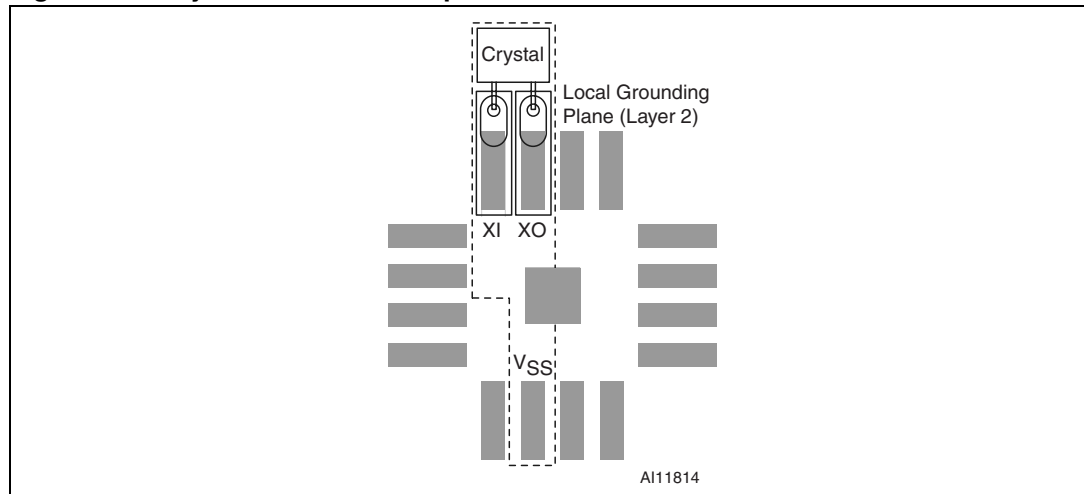 Crystal
Local Grounding
Plane (Layer 2)
XI XO
VSS
AI11814